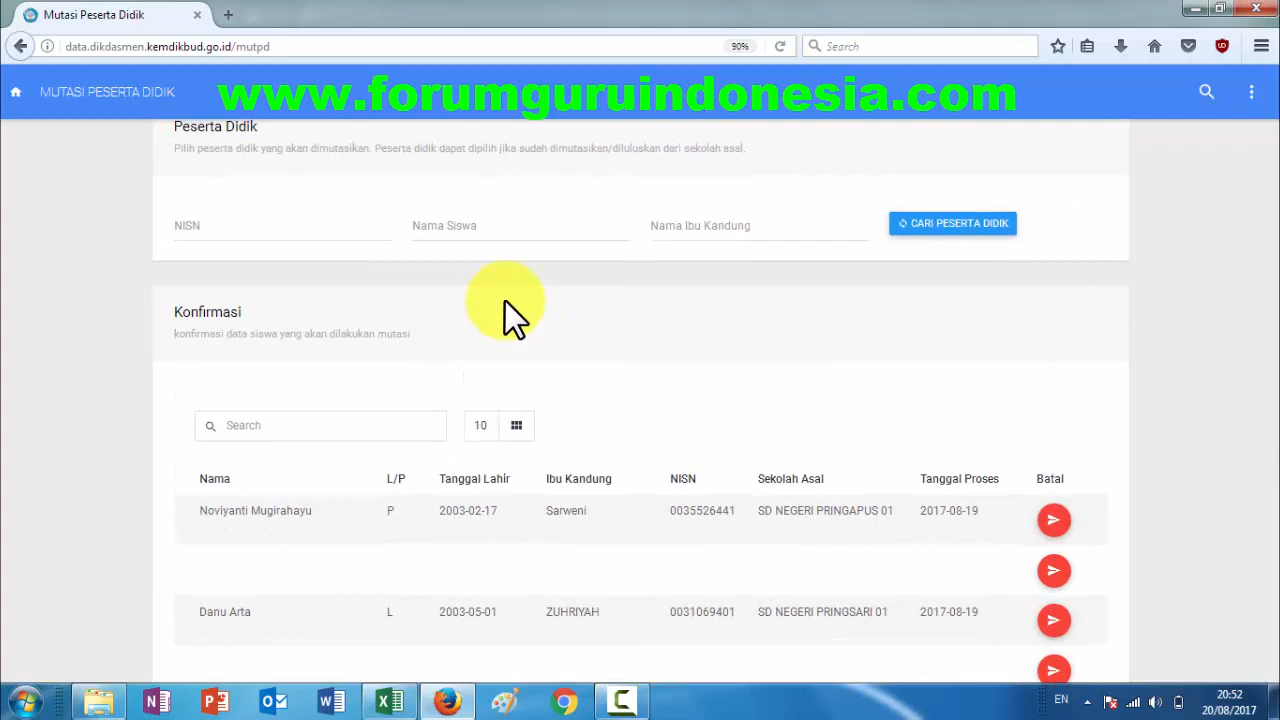 Mutasi Peserta Didik
data.dikdasmen.kemdikbud.go.id/mutpd
90%
Search
MUTASI PESERTA DIDIK
www.forumguruindonesia.com
Peserta Didik
Pilih peserta didik yang akan dimutasikan. Peserta didik dapat dipilih jika sudah dimutasikan/diluluskan dari sekolah asal.
NISN Nama Siswa Nama Ibu Kandung CARI PESERTA DIDIK
Konfirmasi
konfirmasi data siswa yang akan dilakukan mutasi
Search 10
Nama L/P Tanggal Lahir Ibu Kandung NISN Sekolah Asal Tanggal Proses Batal
Noviyanti Mugirahayu P 2003-02-17 Sarweni 0035526441 SD NEGERI PRINGAPUS 01 2017-08-19
Danu Arta L 2003-05-01 ZUHRIYAH 0031069401 SD NEGERI PRINGSARI 01 2017-08-19
EN
20:52
20/08/2017